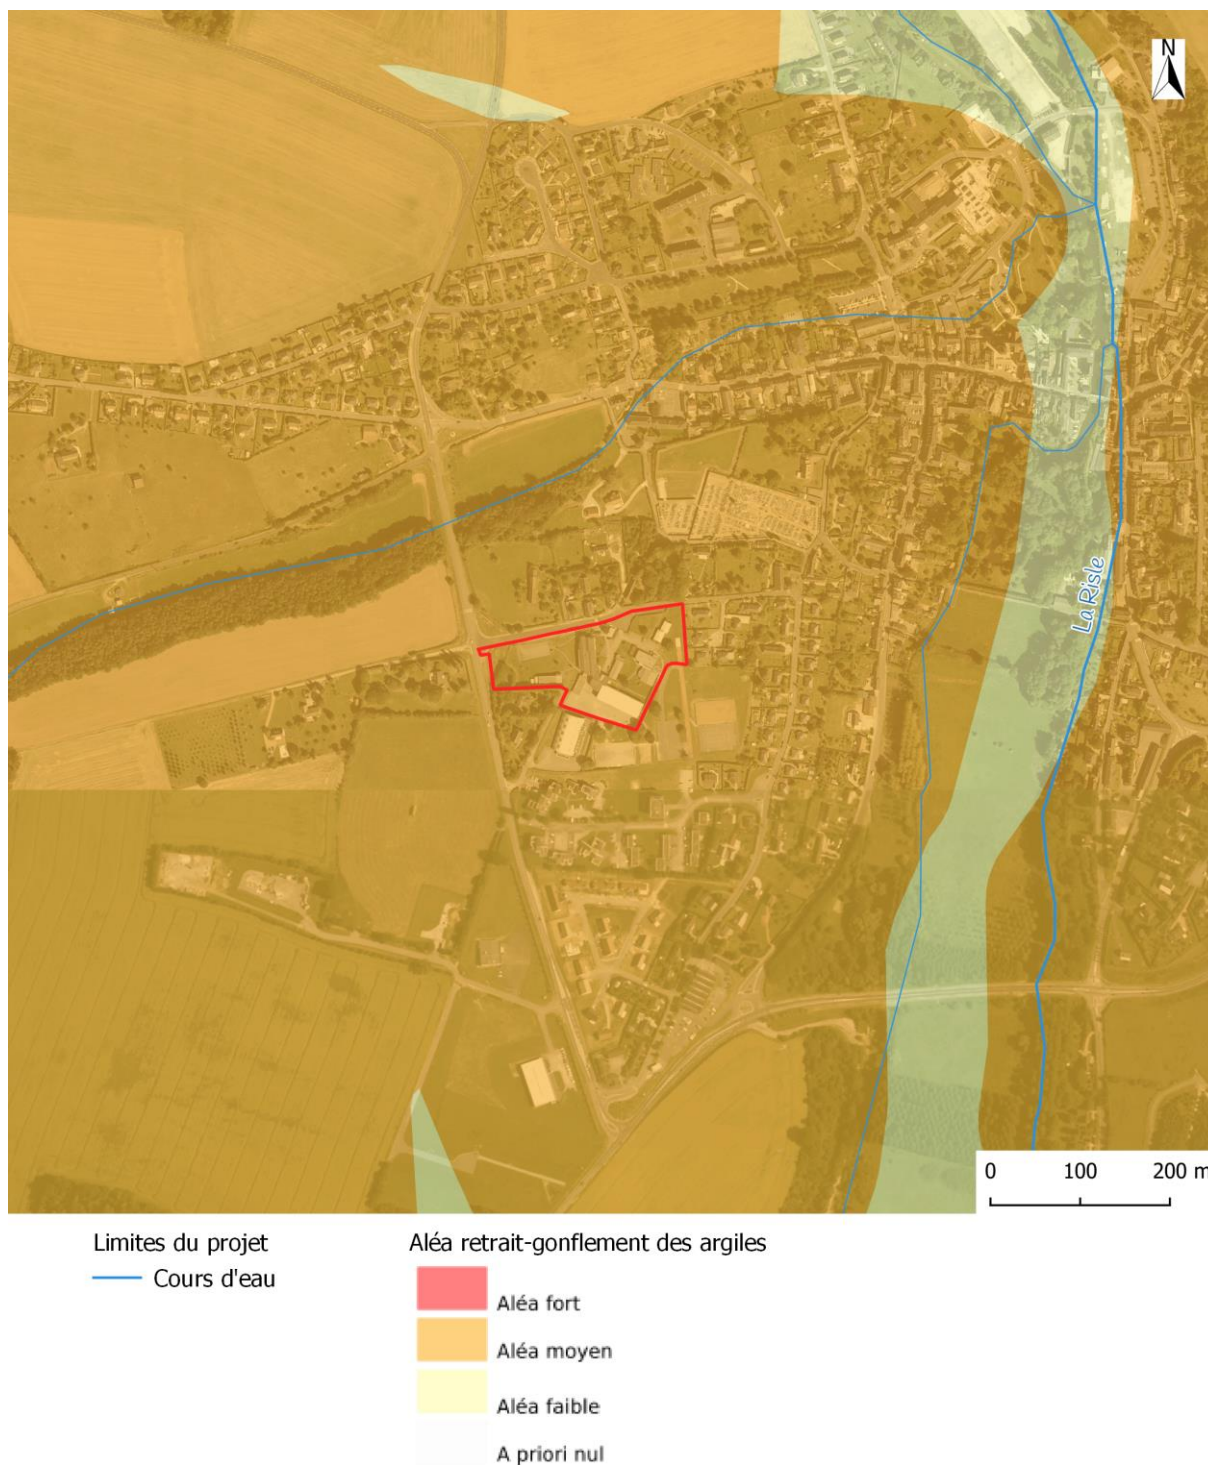 N
La Risle
0 100 200 m
Limites du projet
Cours d'eau
Aléa retrait-gonflement des argiles
Aléa fort
Aléa moyen
Aléa faible
A priori nul